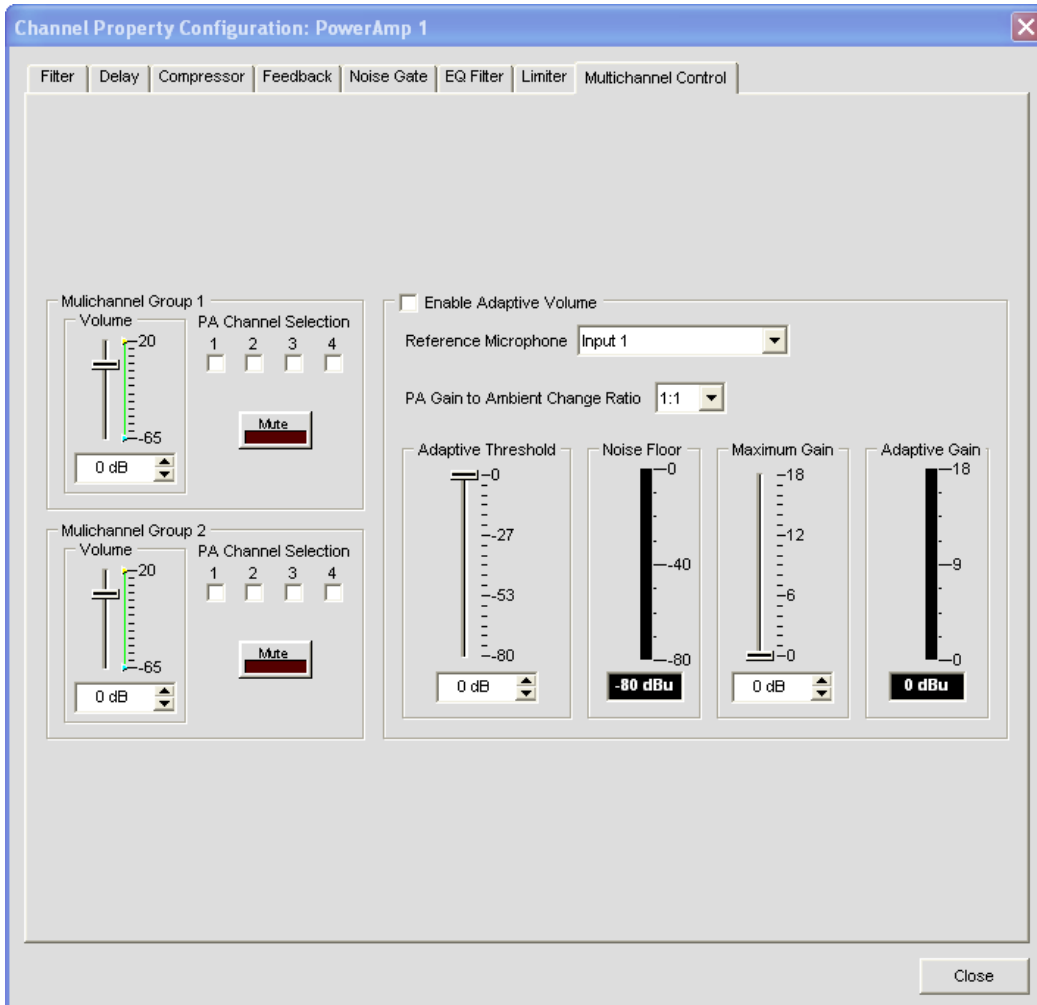 Channel Property Configuration: PowerAmp 1
Filter Delay Compressor Feedback Noise Gate EQ Filter Limiter Multichannel Control
Mulichannel Group 1
Volume
20
-65
0 dB
PA Channel Selection
1 2 3 4
Mute
Mulichannel Group 2
Volume
20
-65
0 dB
PA Channel Selection
1 2 3 4
Mute
Enable Adaptive Volume
Reference Microphone Input 1
PA Gain to Ambient Change Ratio 1:1
Adaptive Threshold
0
-27
-53
-80
0 dB
Noise Floor
0
-40
-80
-80 dBu
Maximum Gain
18
12
6
0
0 dB
Adaptive Gain
18
9
0
0 dBu
Close